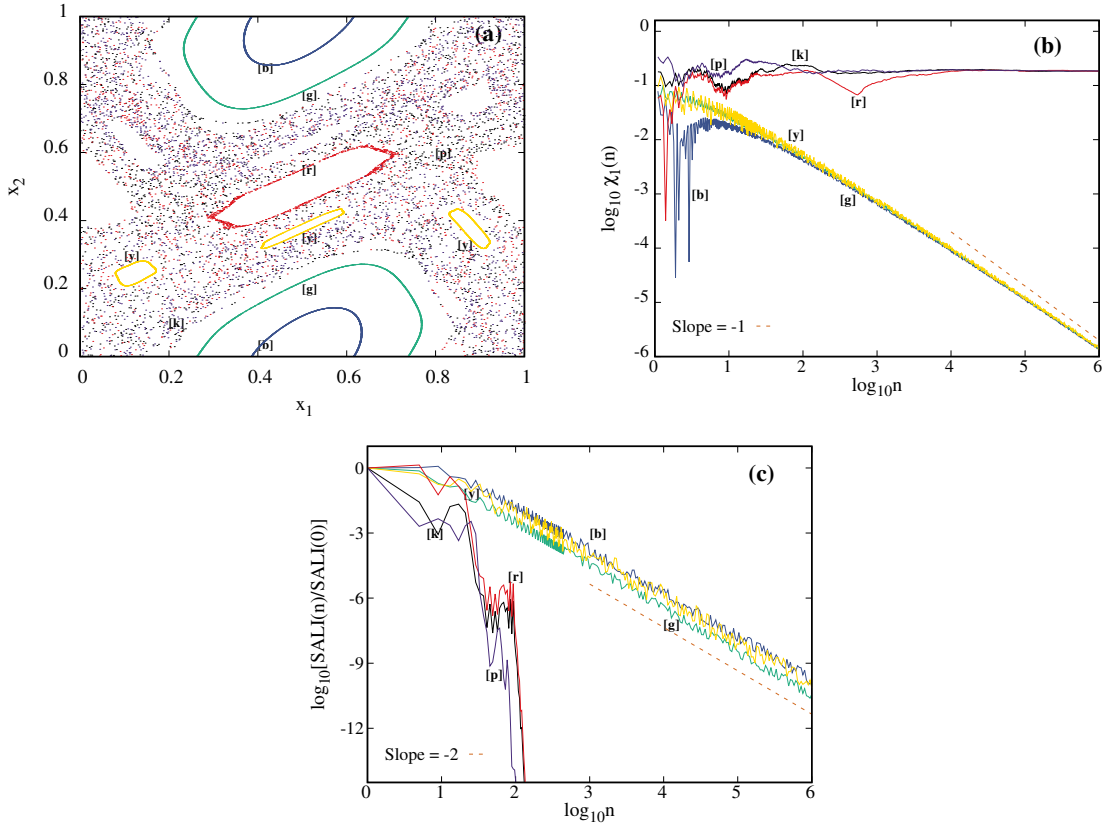 (a)
1
0.8
0.6
0.4
0.2
0
x2
0
0.2
0.4
0.6
0.8
1
x1
[b]
[g]
[p]
[r]
[y]
[y]
[y]
[g]
[k]
[b]
(b)
0
-1
-2
-3
-4
-5
-6
log10 χ1(n)
0
1
2
3
4
5
6
log10n
[k]
[p]
[r]
[y]
[b]
[g]
Slope = -1
(c)
0
-3
-6
-9
-12
log10[SALI(n)/SALI(0)]
0
1
2
3
4
5
6
log10n
[y]
[k]
[b]
[r]
[g]
[p]
Slope = -2